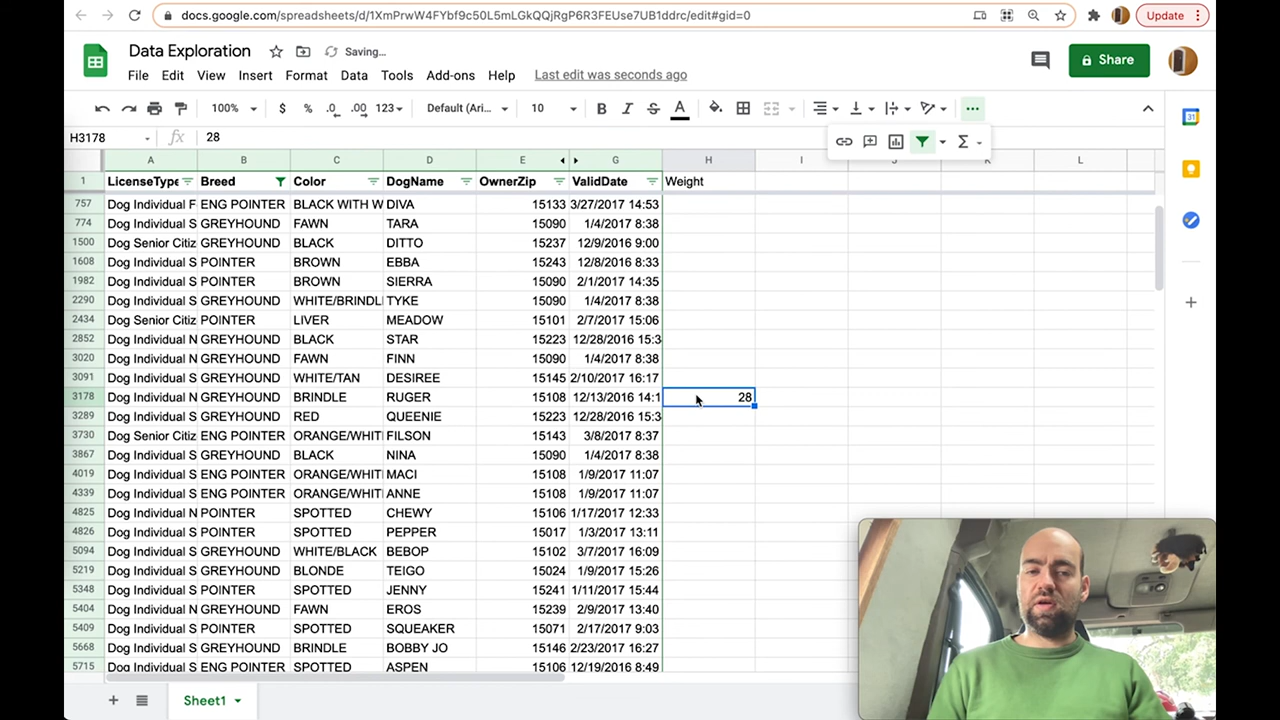 docs.google.com/spreadsheets/d/1XmPrwW4FYbf9c50L5mLGkQQjRgP6R3FEUse7UB1ddrc/edit#gid=0
Update
Data Exploration
Saving…
File Edit View Insert Format Data Tools Add-ons Help Last edit was seconds ago
Share
100% $ % .0 .00 123 Default (Ari... 10 B I S A
31
H3178 fx 28
A B C D E G H I J K L
1 LicenseType Breed Color DogName OwnerZip ValidDate Weight
757 Dog Individual F ENG POINTER BLACK WITH W DIVA 15133 3/27/2017 14:53
774 Dog Individual S GREYHOUND FAWN TARA 15090 1/4/2017 8:38
1500 Dog Senior Citiz GREYHOUND BLACK DITTO 15237 12/9/2016 9:00
1608 Dog Individual S POINTER BROWN EBBA 15243 12/8/2016 8:33
1982 Dog Individual S POINTER BROWN SIERRA 15090 2/1/2017 14:35
2290 Dog Individual S GREYHOUND WHITE/BRINDL TYKE 15090 1/4/2017 8:38
2434 Dog Senior Citiz POINTER LIVER MEADOW 15101 2/7/2017 15:06
2852 Dog Individual N GREYHOUND BLACK STAR 15223 12/28/2016 15:3
3020 Dog Individual N GREYHOUND FAWN FINN 15090 1/4/2017 8:38
3091 Dog Individual S GREYHOUND WHITE/TAN DESIREE 15145 2/10/2017 16:17
3178 Dog Individual N GREYHOUND BRINDLE RUGER 15108 12/13/2016 14:1 28
3289 Dog Individual S GREYHOUND RED QUEENIE 15223 12/28/2016 15:3
3730 Dog Senior Citiz ENG POINTER ORANGE/WHIT FILSON 15143 3/8/2017 8:37
3867 Dog Individual S GREYHOUND BLACK NINA 15090 1/4/2017 8:38
4019 Dog Individual S ENG POINTER ORANGE/WHIT MACI 15108 1/9/2017 11:07
4339 Dog Individual S ENG POINTER ORANGE/WHIT ANNE 15108 1/9/2017 11:07
4825 Dog Individual N POINTER SPOTTED CHEWY 15106 1/17/2017 12:33
4826 Dog Individual S POINTER SPOTTED PEPPER 15017 1/3/2017 13:11
5094 Dog Individual S GREYHOUND WHITE/BLACK BEBOP 15102 3/7/2017 16:09
5219 Dog Individual S GREYHOUND BLONDE TEIGO 15024 1/9/2017 15:26
5348 Dog Individual S POINTER SPOTTED JENNY 15241 1/11/2017 15:44
5404 Dog Individual N GREYHOUND FAWN EROS 15239 2/9/2017 13:40
5409 Dog Individual S POINTER SPOTTED SQUEAKER 15071 2/17/2017 9:03
5668 Dog Individual S GREYHOUND BRINDLE BOBBY JO 15146 2/23/2017 16:27
5715 Dog Individual S ENG POINTER SPOTTED ASPEN 15106 12/19/2016 8:49
Sheet1